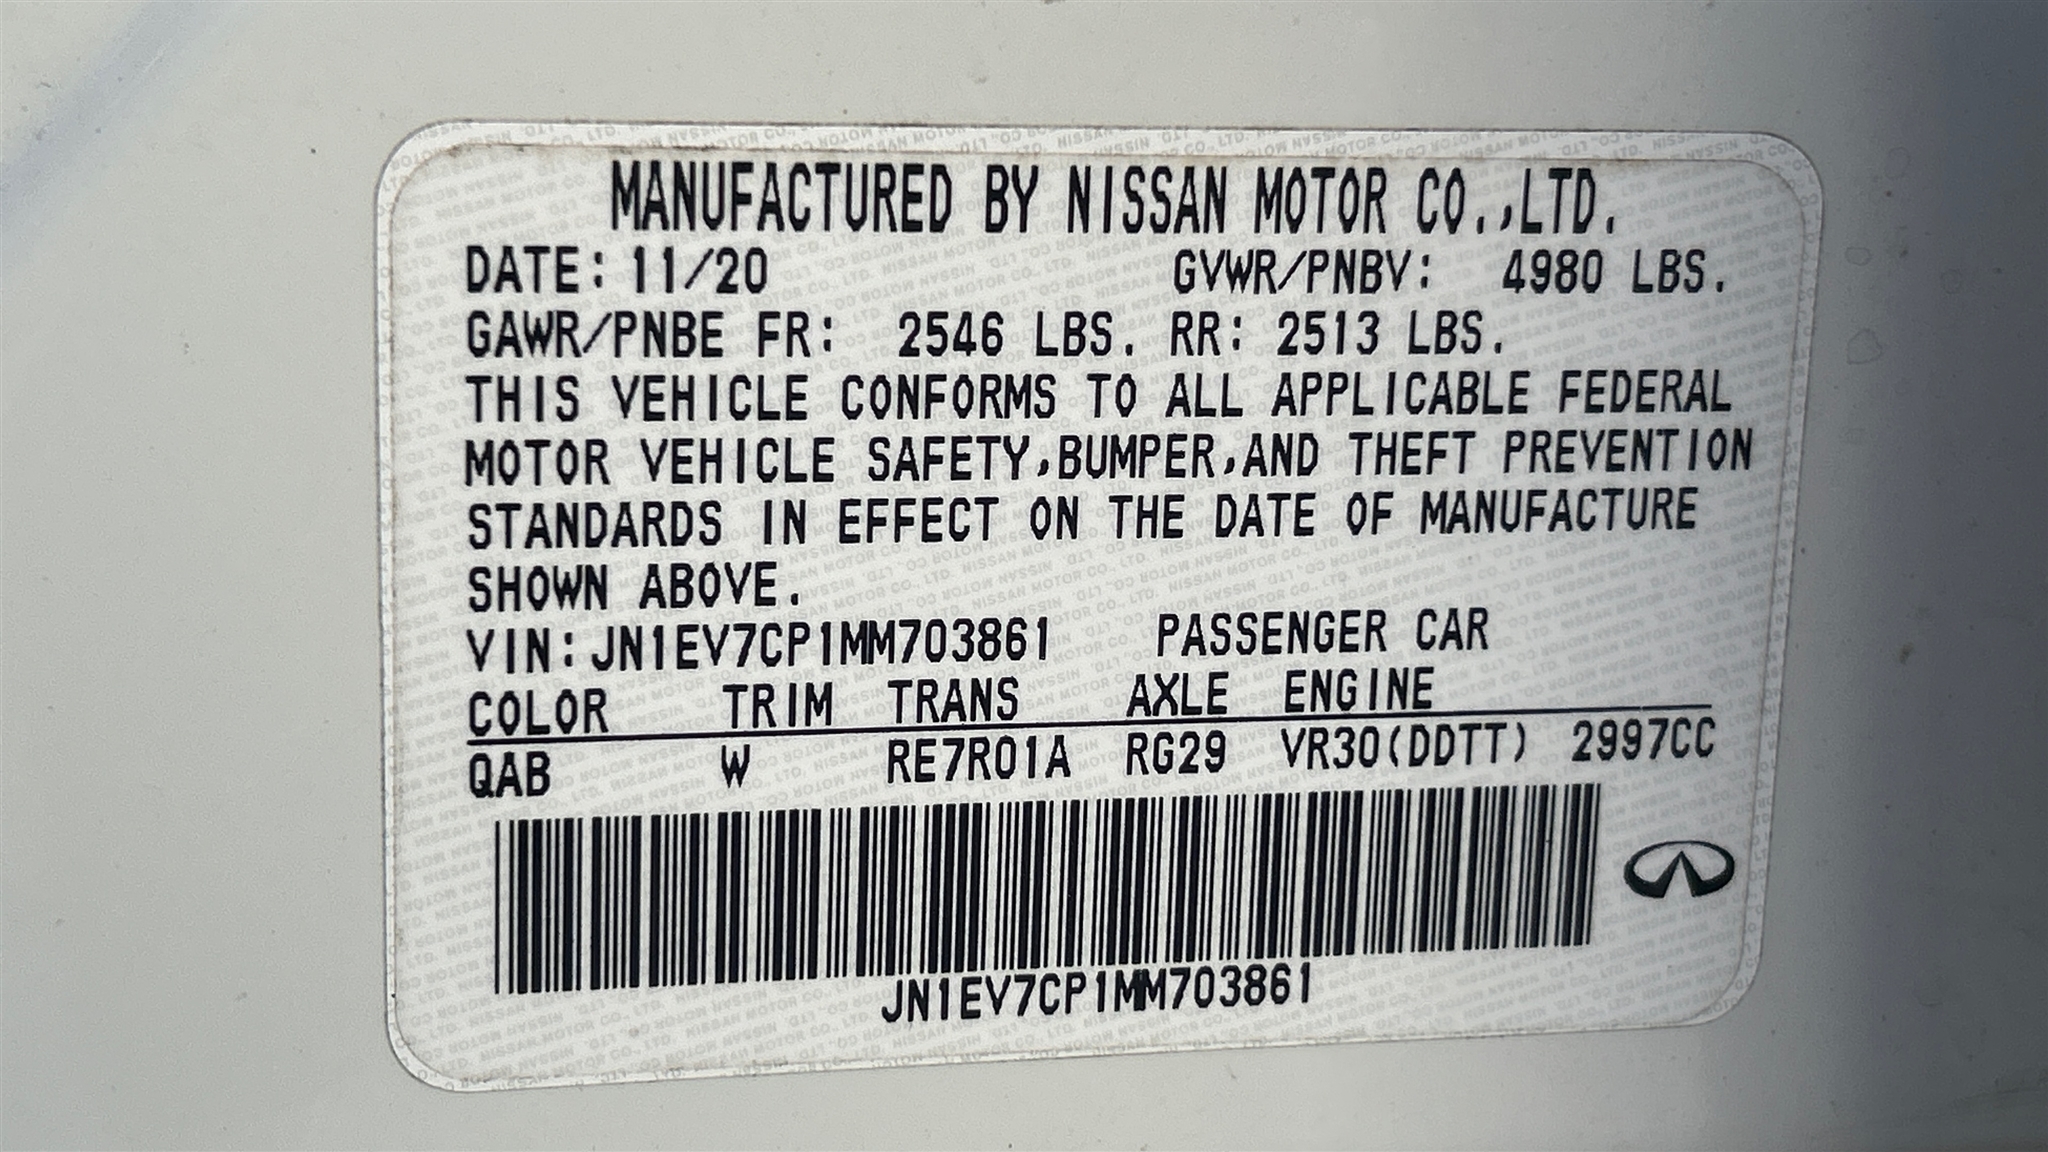 MANUFACTURED BY NISSAN MOTOR CO.,LTD.
DATE: 11/20 GVWR/PNBV: 4980 LBS.
GAWR/PNBE FR: 2546 LBS. RR: 2513 LBS.
THIS VEHICLE CONFORMS TO ALL APPLICABLE FEDERAL
MOTOR VEHICLE SAFETY,BUMPER,AND THEFT PREVENTION
STANDARDS IN EFFECT ON THE DATE OF MANUFACTURE
SHOWN ABOVE.
VIN:JN1EV7CP1MM703861 PASSENGER CAR
COLOR TRIM TRANS AXLE ENGINE
QAB W RE7R01A RG29 VR30(DDTT) 2997CC
JN1EV7CP1MM703861